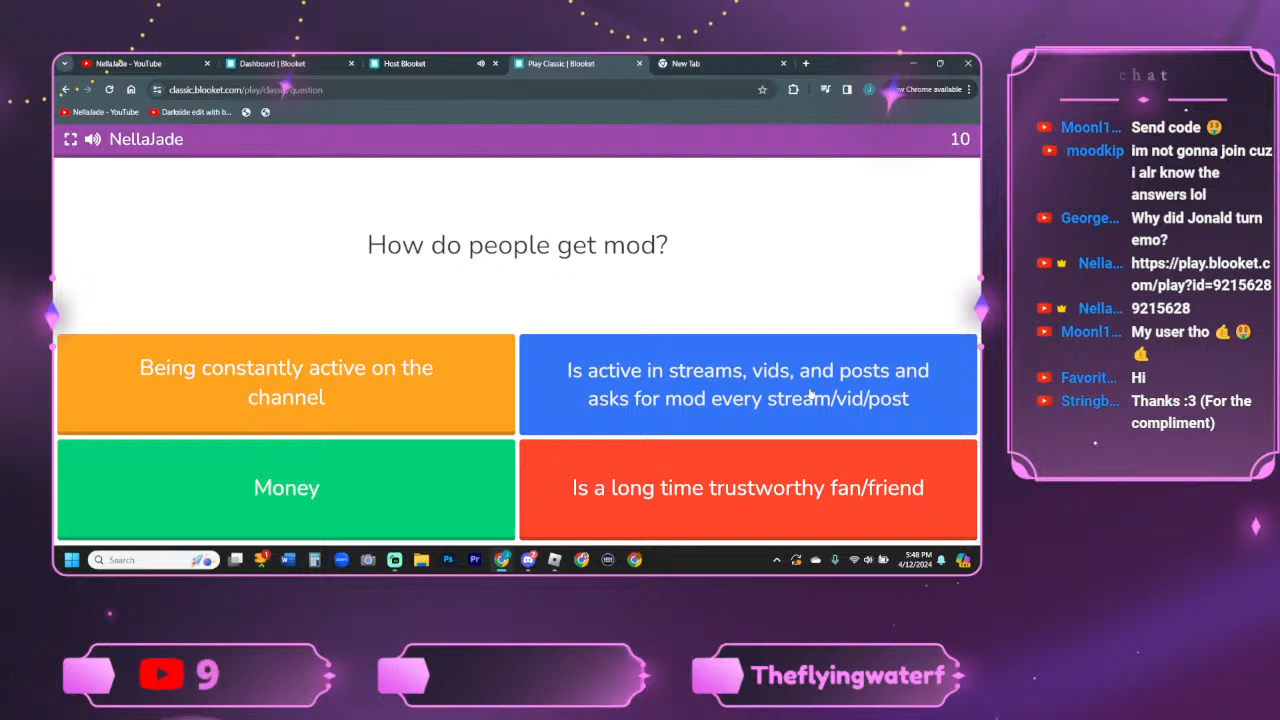 NellaJade - YouTube
Dashboard | Blooket
Host Blooket
Play Classic | Blooket
New Tab
classic.blooket.com/play/classic/question
New Chrome available
NellaJade - YouTube
Darkside edit with b...
NellaJade
10
How do people get mod?
Being constantly active on the
channel
Is active in streams, vids, and posts and
asks for mod every stream/vid/post
Money
Is a long time trustworthy fan/friend
Search
5:48 PM
4/12/2024
chat
Moonl1... Send code 🤑
moodkip im not gonna join cuz
i alr know the
answers lol
George... Why did Jonald turn
emo?
Nella... https://play.blooket.c
om/play?id=9215628
Nella... 9215628
Moonl1... My user tho 🤙 🤑
🤙
Favorit... Hi
Stringb... Thanks :3 (For the
compliment)
9
Theflyingwaterf